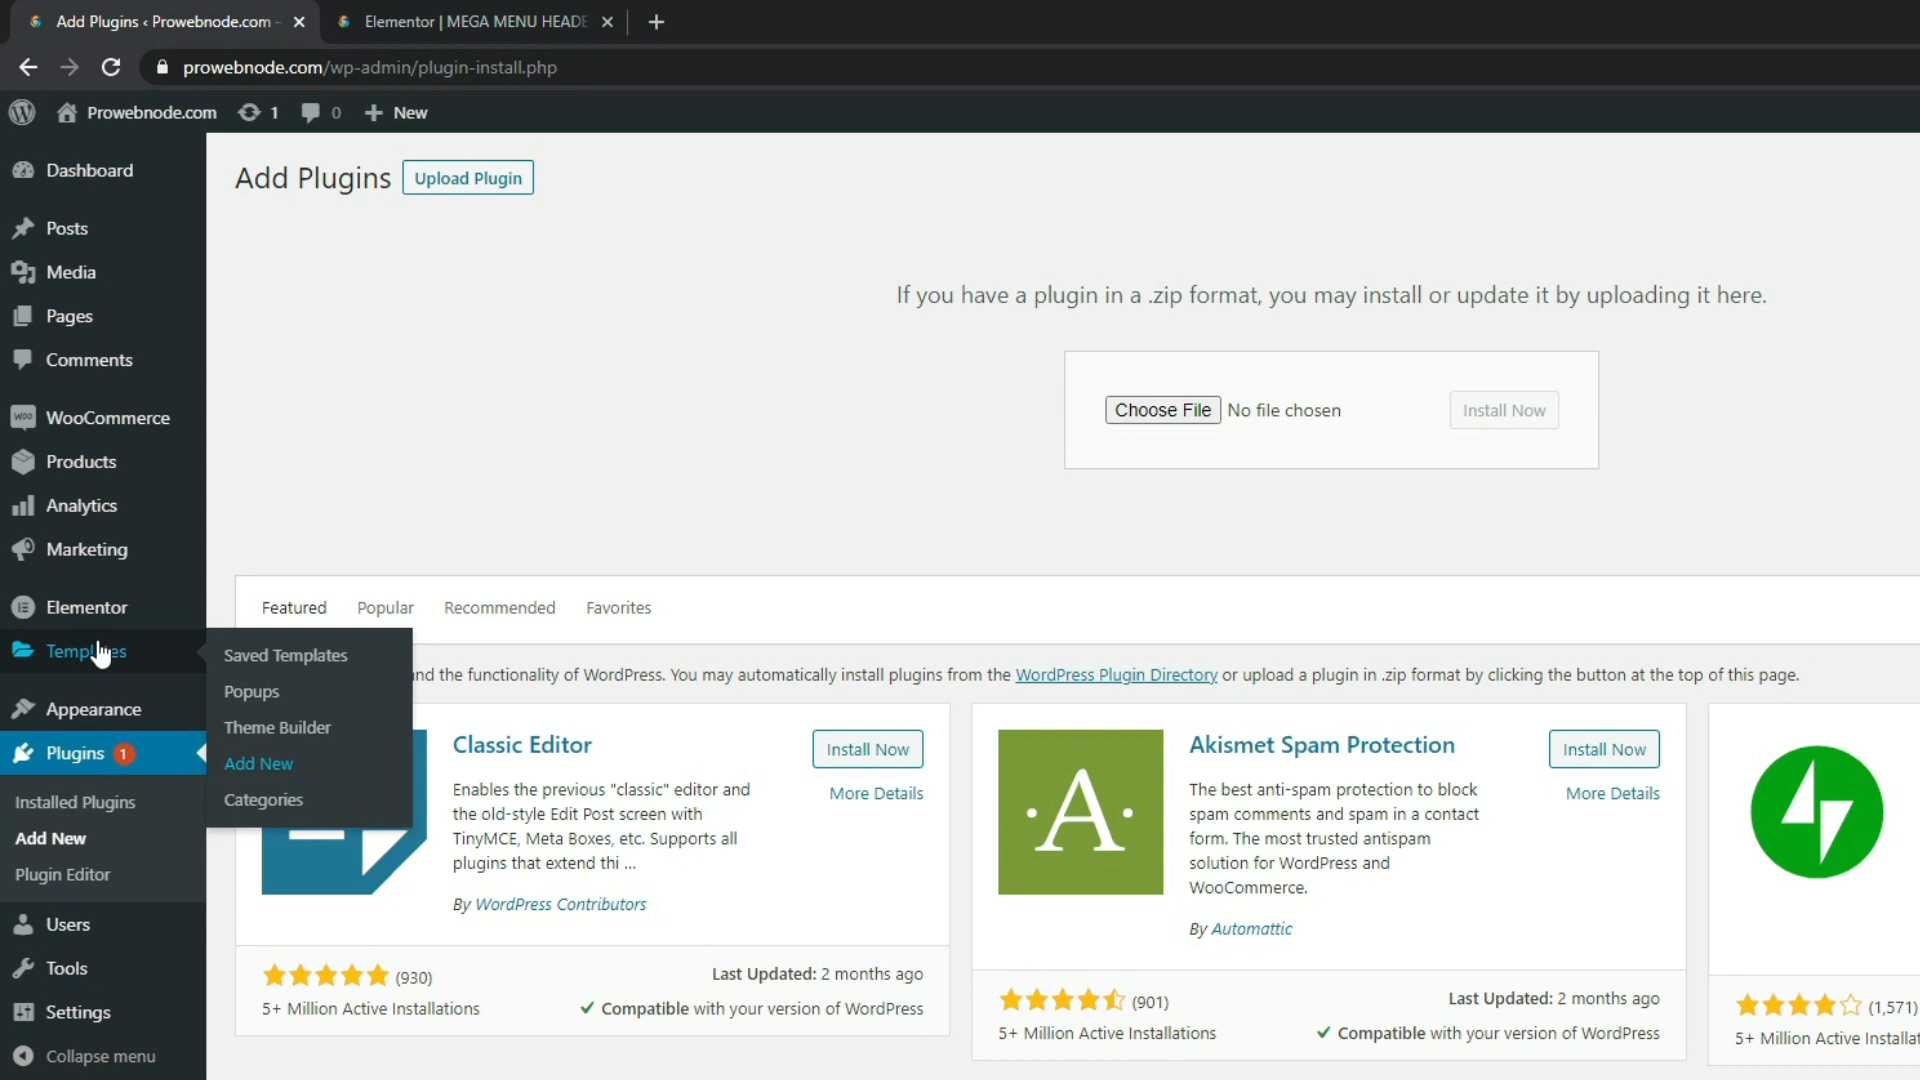 Add Plugins ‹ Prowebnode.com
Elementor | MEGA MENU HEADE
prowebnode.com/wp-admin/plugin-install.php
Prowebnode.com 1 0 New
Dashboard
Posts
Media
Pages
Comments
WooCommerce
Products
Analytics
Marketing
Elementor
Templates
Appearance
Plugins 1
Installed Plugins
Add New
Plugin Editor
Users
Tools
Settings
Collapse menu
Saved Templates
Popups
Theme Builder
Add New
Categories
Add Plugins Upload Plugin
If you have a plugin in a .zip format, you may install or update it by uploading it here.
Choose File No file chosen Install Now
Featured Popular Recommended Favorites
nd the functionality of WordPress. You may automatically install plugins from the WordPress Plugin Directory or upload a plugin in .zip format by clicking the button at the top of this page.
Classic Editor
Install Now
More Details
Enables the previous "classic" editor and
the old-style Edit Post screen with
TinyMCE, Meta Boxes, etc. Supports all
plugins that extend thi ...
By WordPress Contributors
(930)
Last Updated: 2 months ago
5+ Million Active Installations
Compatible with your version of WordPress
A
Akismet Spam Protection
Install Now
More Details
The best anti-spam protection to block
spam comments and spam in a contact
form. The most trusted antispam
solution for WordPress and
WooCommerce.
By Automattic
(901)
Last Updated: 2 months ago
5+ Million Active Installations
Compatible with your version of WordPress
(1,571)
5+ Million Active Installat